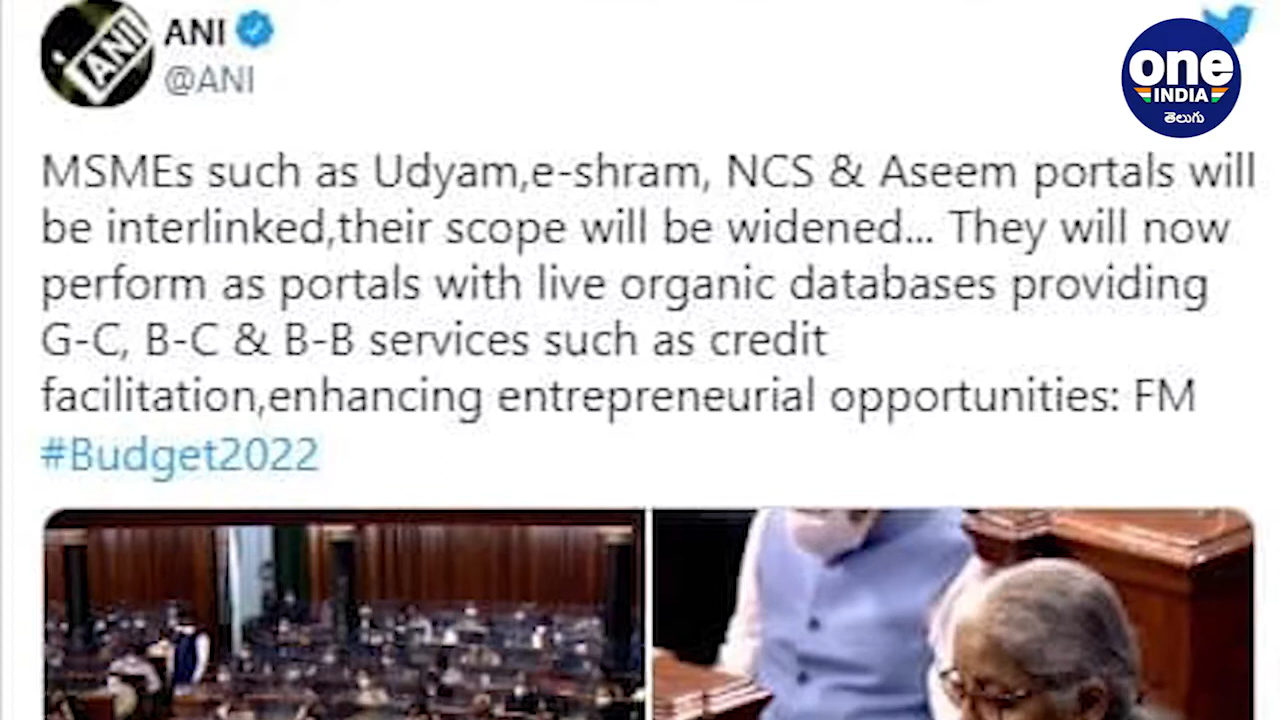 ANI
ANI
@ANI
one
INDIA
తెలుగు
MSMEs such as Udyam,e-shram, NCS & Aseem portals will
be interlinked,their scope will be widened... They will now
perform as portals with live organic databases providing
G-C, B-C & B-B services such as credit
facilitation,enhancing entrepreneurial opportunities: FM
#Budget2022